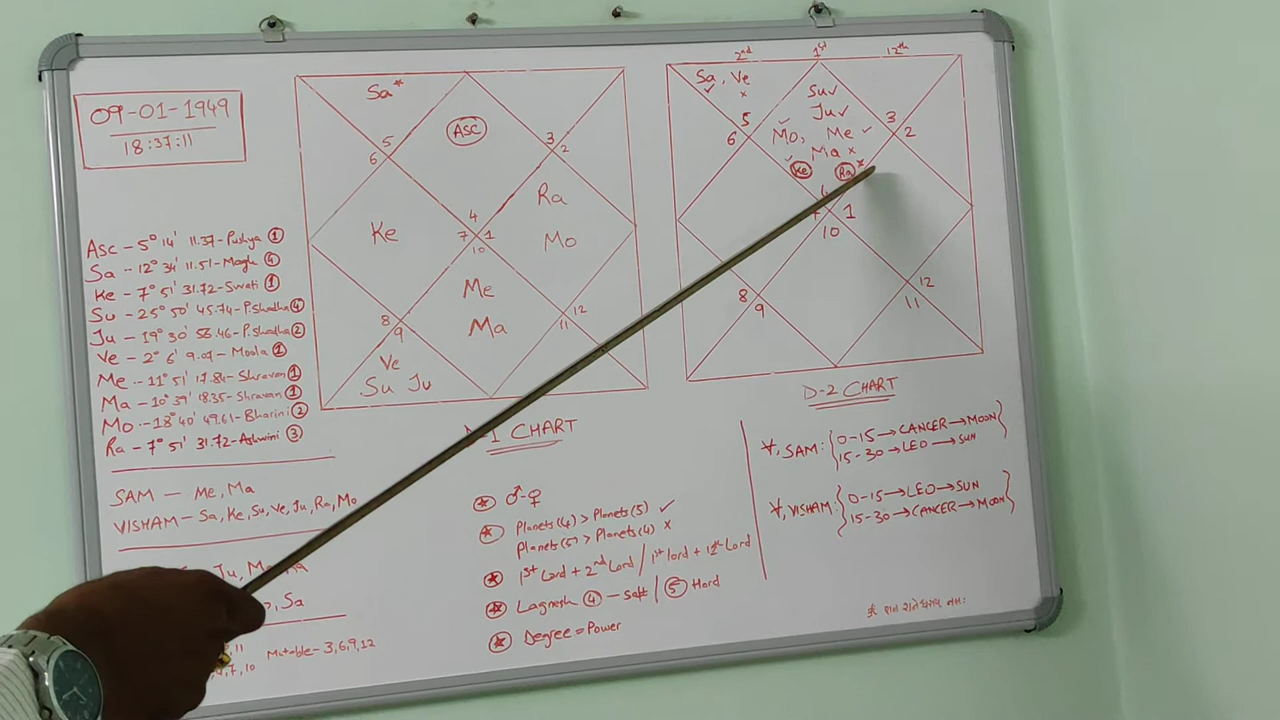 09-01-1949
18:37:11
Asc - 5° 14' 11.37 - Pushya ①
Sa - 12° 34' 11.51 - Magh ④
Ke - 7° 51' 31.72 - Swati ①
Su - 25° 50' 45.74 - P.Shadha ④
Ju - 19° 30' 56.46 - P.Shadha ②
Ve - 2° 6' 9.09 - Moola ①
Me - 11° 51' 17.81 - Shravan ①
Ma - 10° 39' 18.35 - Shravan ①
Mo - 18° 40' 49.61 - Bharini ②
Ra - 7° 51' 31.72 - Ashwini ③
SAM - Me, Ma
VISHAM - Sa, Ke, Su, Ve, Ju, Ra, Mo
Ju,
Sa
11
7, 10
Mutable - 3,6,9,12
Sa*
ASC
5
6
3
2
Ra
Ke
4
7 1
10
Mo
Me
Ma
8
9
12
11
Ve
Su Ju
D-1 CHART
2nd 1st 12th
Sa, Ve
✓ x
Su✓
Ju✓
Mo, Me ✓
✓
Ma x
✓Ke Ra x
5
6
3
2
1
10
8
9
12
11
D-2 CHART
♂-♀
Planets(4) > Planets(5) ✓
Planets(5) > Planets(4) x
1st Lord + 2nd Lord / 1st lord + 12th Lord
Lagnesh ④ - soft / ⑤ Hard
Degree = Power
∀, SAM: { 0-15 → CANCER → MOON }
15-30 → LEO → SUN
∀, VISHAM: { 0-15 → LEO → SUN }
15-30 → CANCER → MOON